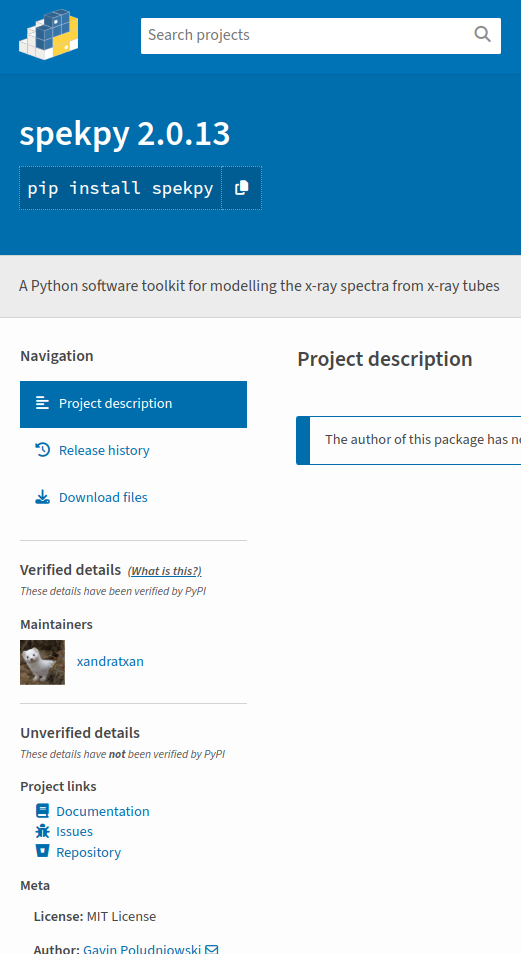 Search projects
spekpy 2.0.13
pip install spekpy
A Python software toolkit for modelling the x-ray spectra from x-ray tubes
Navigation
Project description
Release history
Download files
Verified details (What is this?)
These details have been verified by PyPI
Maintainers
xandratxan
Unverified details
These details have not been verified by PyPI
Project links
Documentation
Issues
Repository
Meta
License: MIT License
Author: Gavin Poludniowski
Project description
The author of this package has